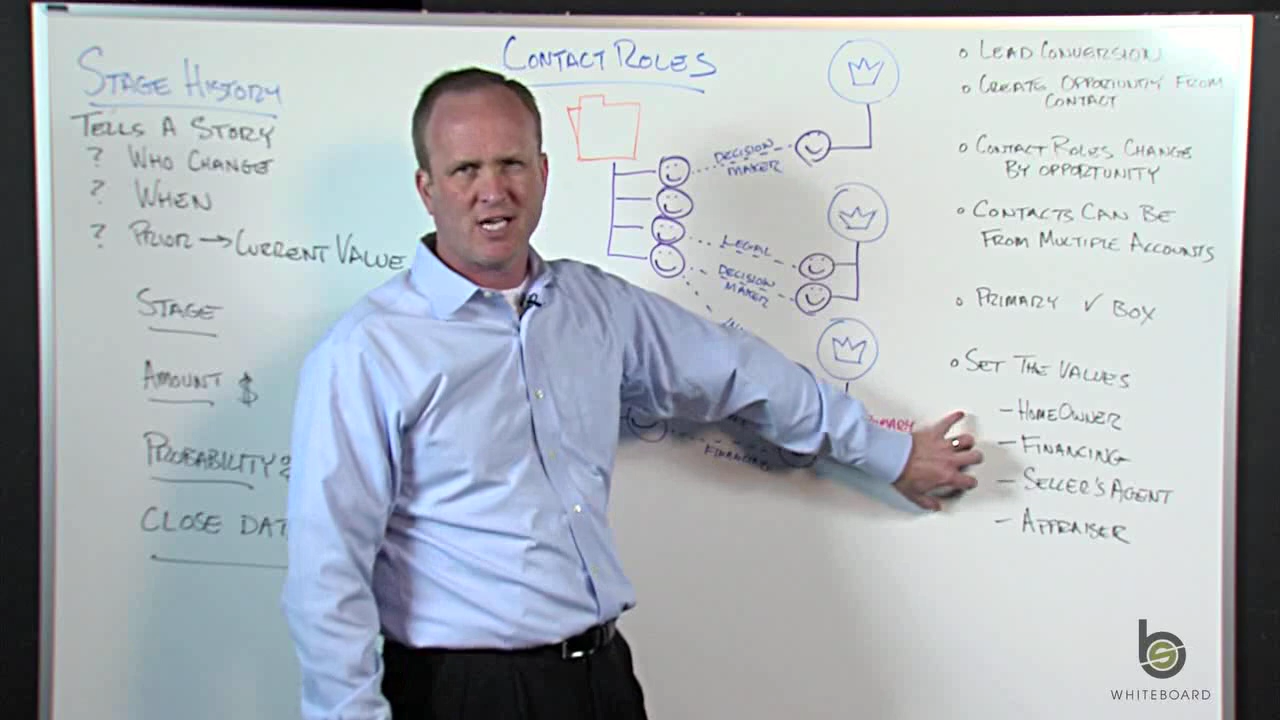 STAGE HISTORY
TELLS A STORY
? WHO CHANGE
? WHEN
? PRIOR → CURRENT VALUE
STAGE
AMOUNT $
PROBABILITY
CLOSE DAT
CONTACT ROLES
DECISION
MAKER
LEGAL
DECISION
MAKER
FINANCING
LEAD CONVERSION
CREATE OPPORTUNITY FROM
CONTACT
CONTACT ROLES CHANGE
BY OPPORTUNITY
CONTACTS CAN BE
FROM MULTIPLE ACCOUNTS
PRIMARY ✓ BOX
SET THE VALUES
- HOMEOWNER
- FINANCING
- SELLER'S AGENT
- APPRAISER
bs
WHITEBOARD